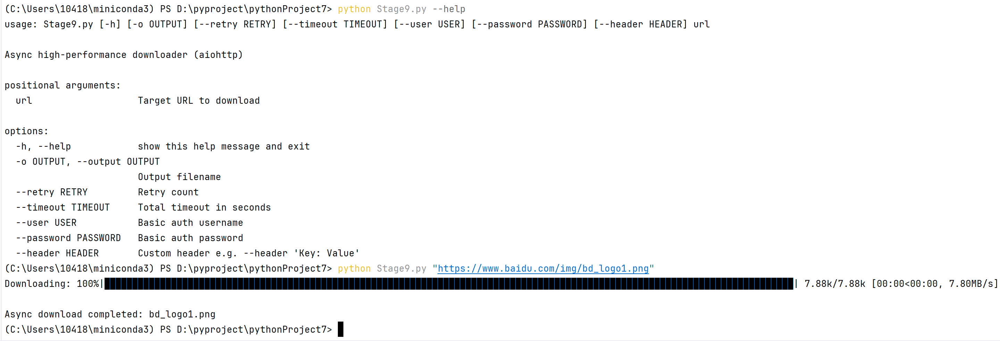 (C:\Users\10418\miniconda3) PS D:\pyproject\pythonProject7> python Stage9.py --help
usage: Stage9.py [-h] [-o OUTPUT] [--retry RETRY] [--timeout TIMEOUT] [--user USER] [--password PASSWORD] [--header HEADER] url
Async high-performance downloader (aiohttp)
positional arguments:
  url                   Target URL to download
options:
  -h, --help            show this help message and exit
  -o OUTPUT, --output OUTPUT
                        Output filename
  --retry RETRY         Retry count
  --timeout TIMEOUT     Total timeout in seconds
  --user USER           Basic auth username
  --password PASSWORD   Basic auth password
  --header HEADER       Custom header e.g. --header 'Key: Value'
(C:\Users\10418\miniconda3) PS D:\pyproject\pythonProject7> python Stage9.py "https://www.baidu.com/img/bd_logo1.png"
Downloading: 100%| | 7.88k/7.88k [00:00<00:00, 7.80MB/s]
Async download completed: bd_logo1.png
(C:\Users\10418\miniconda3) PS D:\pyproject\pythonProject7>